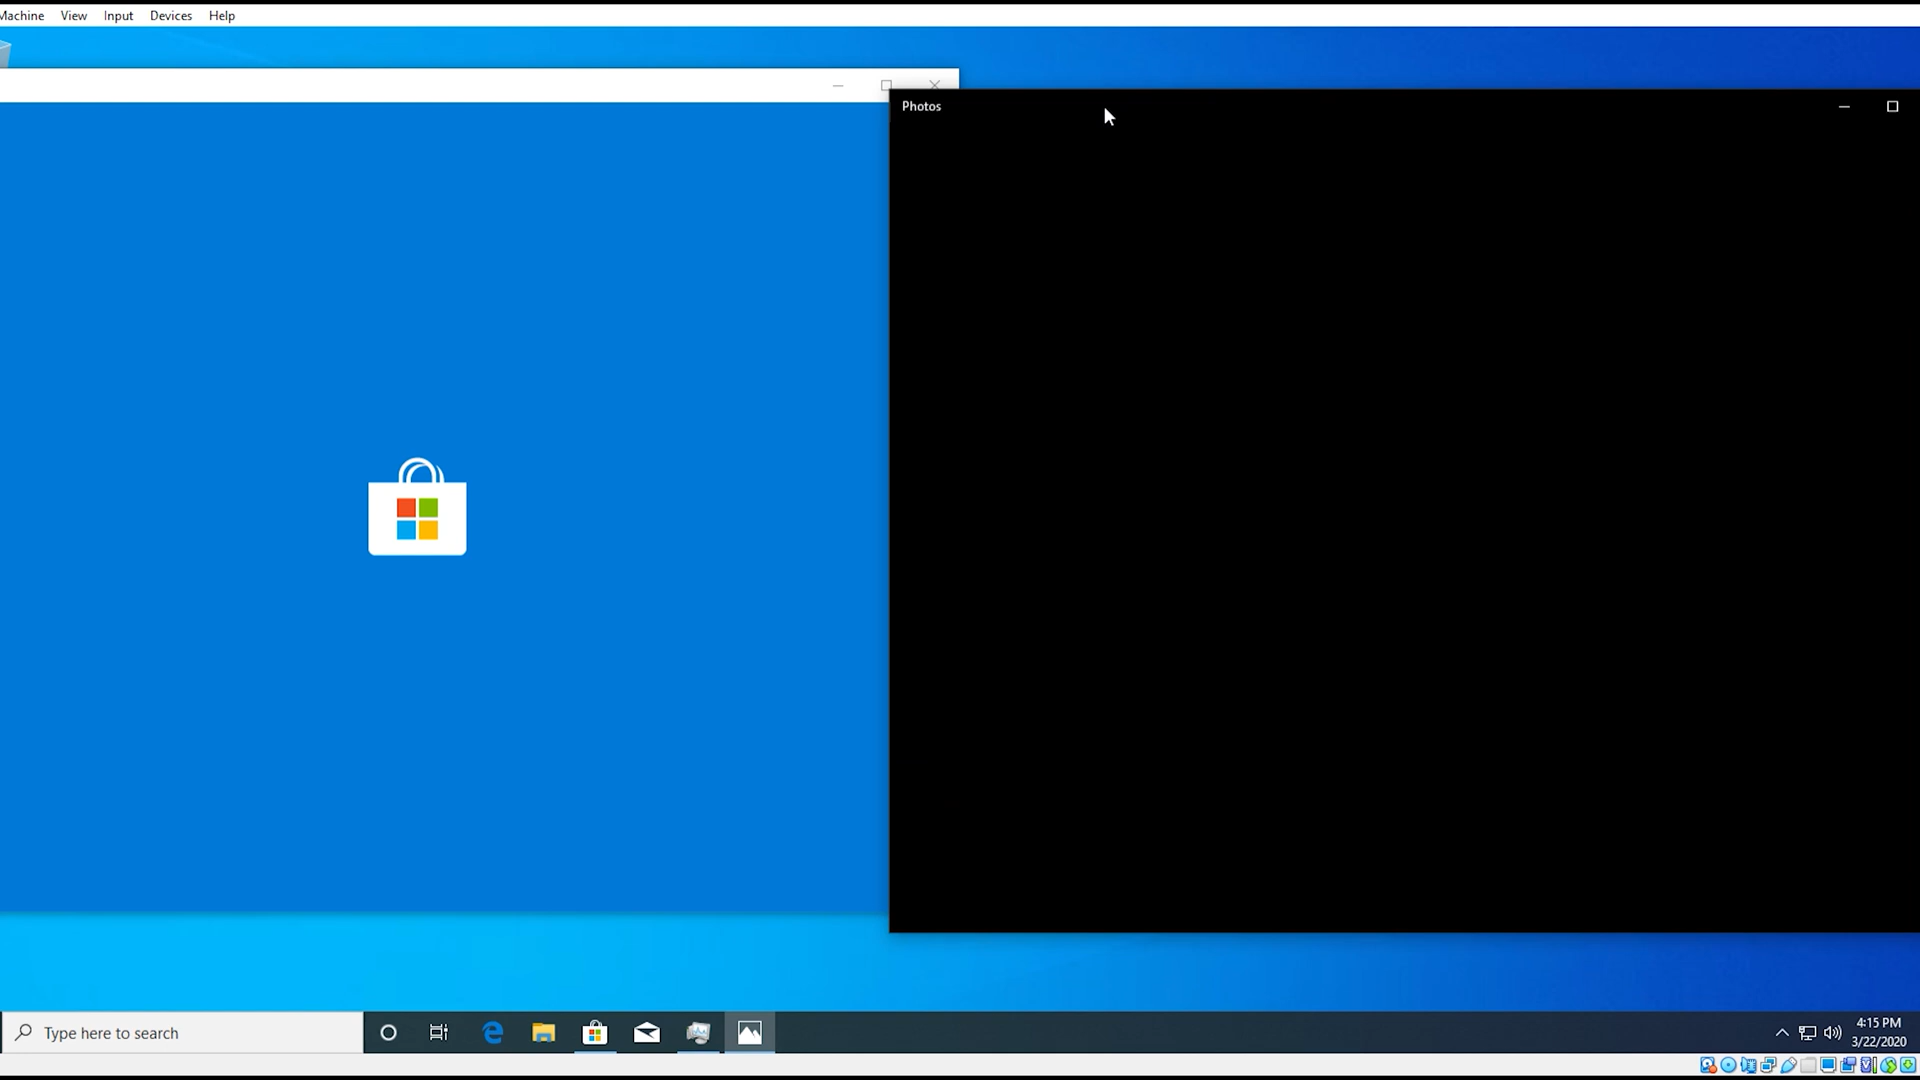 Machine View Input Devices Help
Photos
Type here to search
4:15 PM
3/22/2020